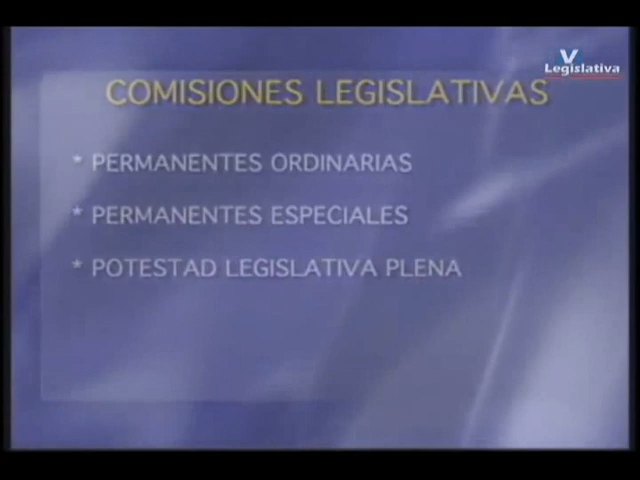 V
Legislativa
COMISIONES LEGISLATIVAS
* PERMANENTES ORDINARIAS
* PERMANENTES ESPECIALES
* POTESTAD LEGISLATIVA PLENA